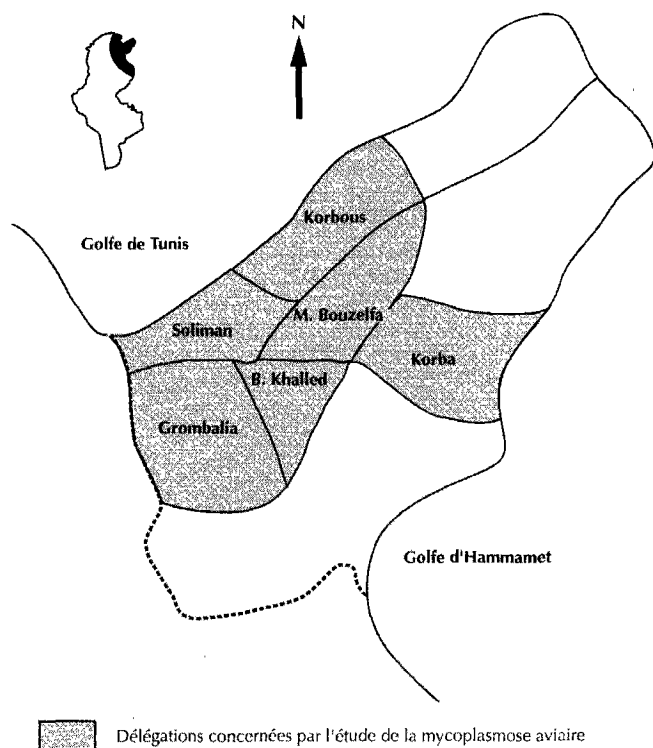 N
Korbous
Golfe de Tunis
M. Bouzelfa
Soliman
Korba
B. Khalled
Grombalia
Golfe d'Hammamet
Délégations concernées par l'étude de la mycoplasmose aviaire